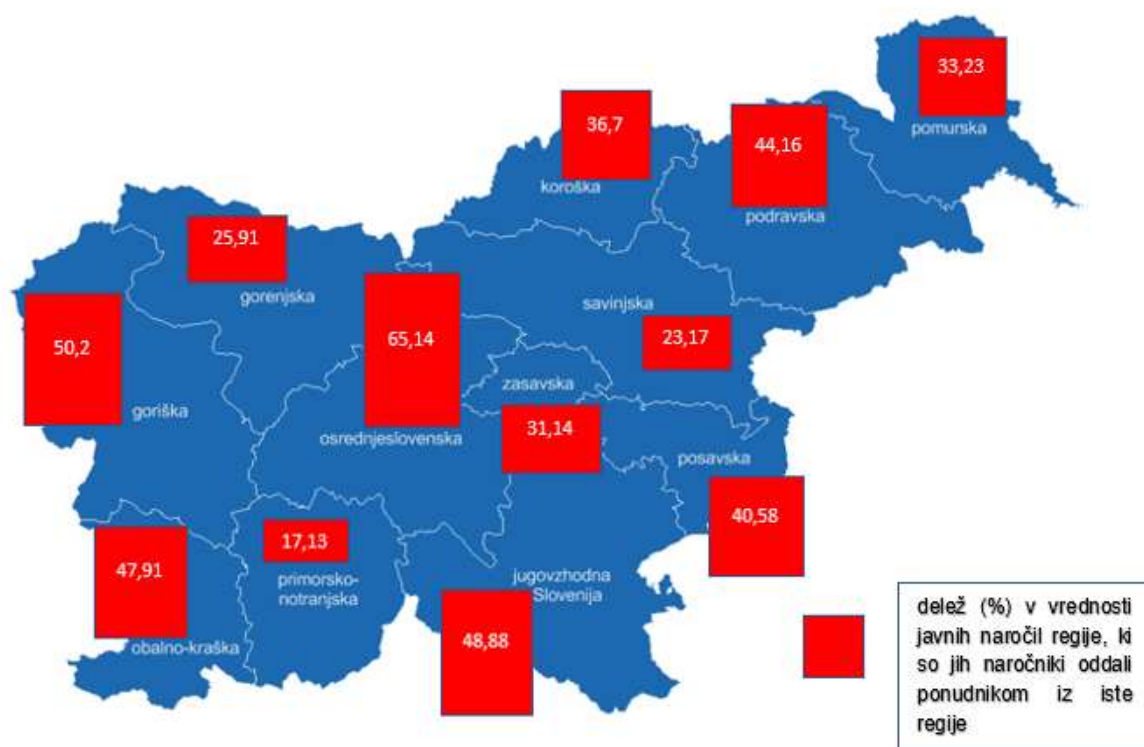 33,23
pomurska
36,7
koroška
44,16
podravska
25,91
gorenjska
50,2
goriška
65,14
osrednjeslovenska
savinjska
23,17
zasavska
31,14
posavska
40,58
47,91
obalno-kraška
17,13
primorsko-
notranjska
jugovzhodna
Slovenija
48,88
delež (%) v vrednosti
javnih naročil regije, ki
so jih naročniki oddali
ponudnikom iz iste
regije